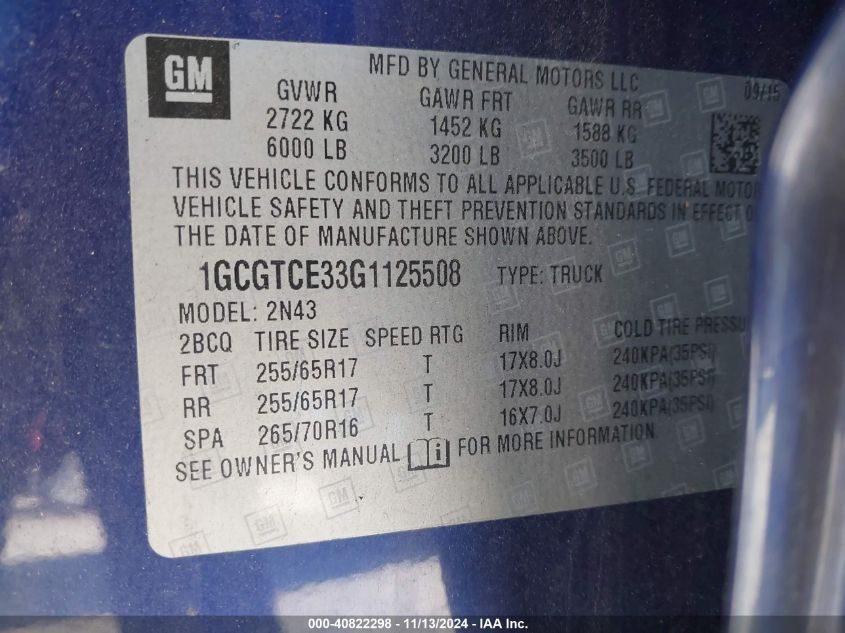 GM
MFD BY GENERAL MOTORS LLC 09/15
GVWR GAWR FRT GAWR RR
2722 KG 1452 KG 1588 KG
6000 LB 3200 LB 3500 LB
THIS VEHICLE CONFORMS TO ALL APPLICABLE U.S. FEDERAL MOTOR
VEHICLE SAFETY AND THEFT PREVENTION STANDARDS IN EFFECT O
THE DATE OF MANUFACTURE SHOWN ABOVE.
1GCGTCE33G1125508 TYPE: TRUCK
MODEL: 2N43
2BCQ TIRE SIZE SPEED RTG RIM COLD TIRE PRESSU
FRT 255/65R17 T 17X8.0J 240KPA(35PSI)
RR 255/65R17 T 17X8.0J 240KPA(35PSI)
SPA 265/70R16 T 16X7.0J 240KPA(35PSI)
SEE OWNER'S MANUAL i FOR MORE INFORMATION
000-40822298 - 11/13/2024 - IAA Inc.